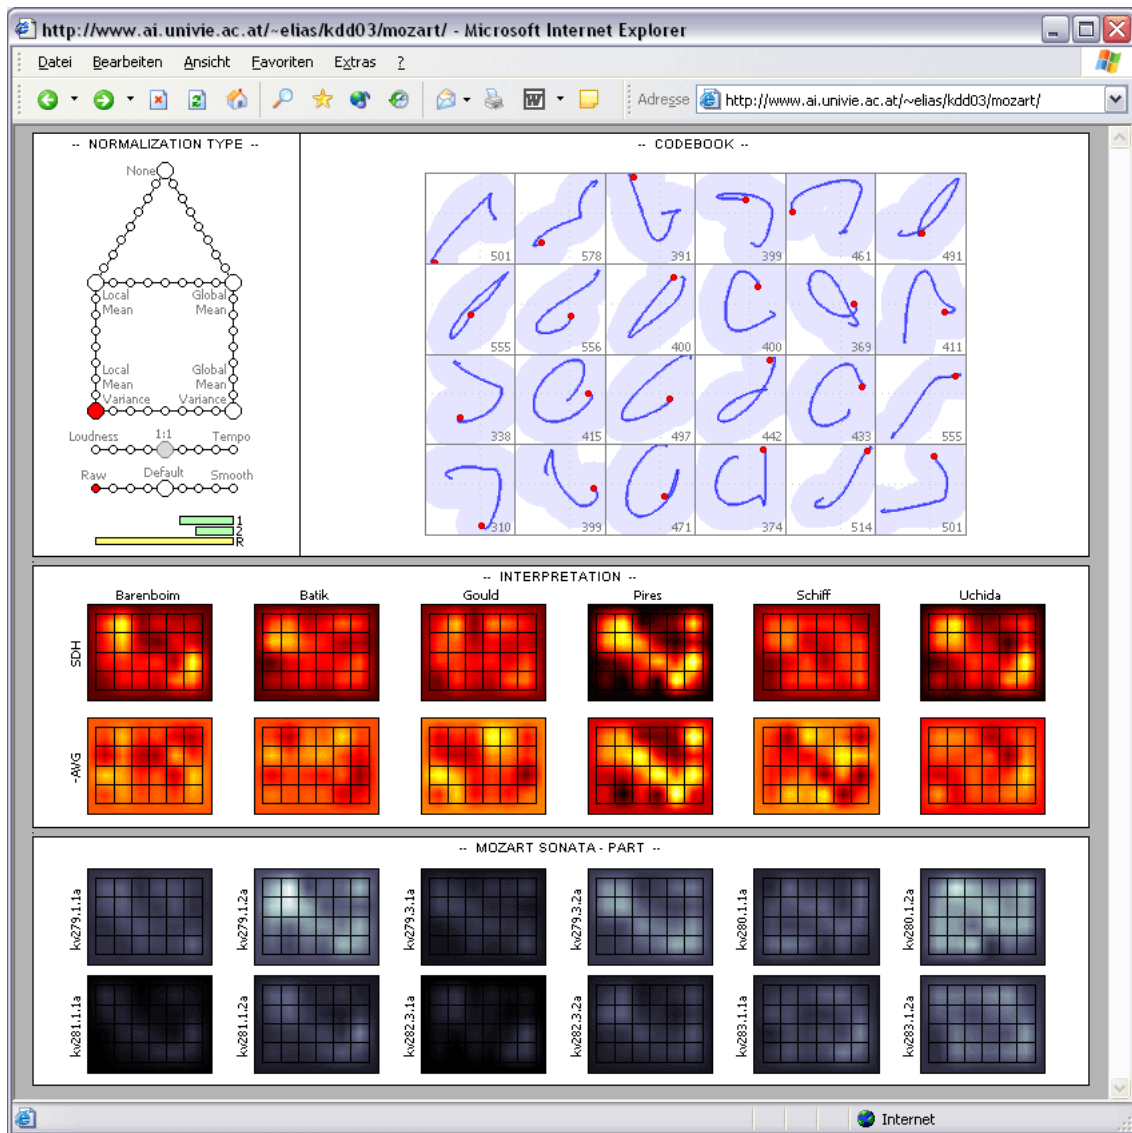 http://www.ai.univie.ac.at/~elias/kdd03/mozart/ - Microsoft Internet Explorer
Datei Bearbeiten Ansicht Favoriten Extras ?
Adresse http://www.ai.univie.ac.at/~elias/kdd03/mozart/
-- NORMALIZATION TYPE --
None
Local Mean
Global Mean
Local Mean Variance
Global Mean Variance
Loudness 1:1 Tempo
Raw Default Smooth
1
2
R
-- CODEBOOK --
501 578 391 399 461 491
555 556 400 400 369 411
338 415 497 442 433 555
310 399 471 374 514 501
-- INTERPRETATION --
Barenboim Batik Gould Pires Schiff Uchida
SDH
-AVG
-- MOZART SONATA - PART --
kv279.1.1a kv279.1.2a kv279.3.1a kv279.3.2a kv280.1.1a kv280.1.2a
kv281.1.1a kv281.1.2a kv282.3.1a kv282.3.2a kv283.1.1a kv283.1.2a
Internet